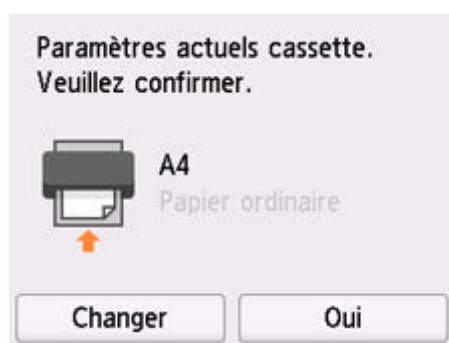 Paramètres actuels cassette.
Veuillez confirmer.
A4
Papier ordinaire
Changer
Oui